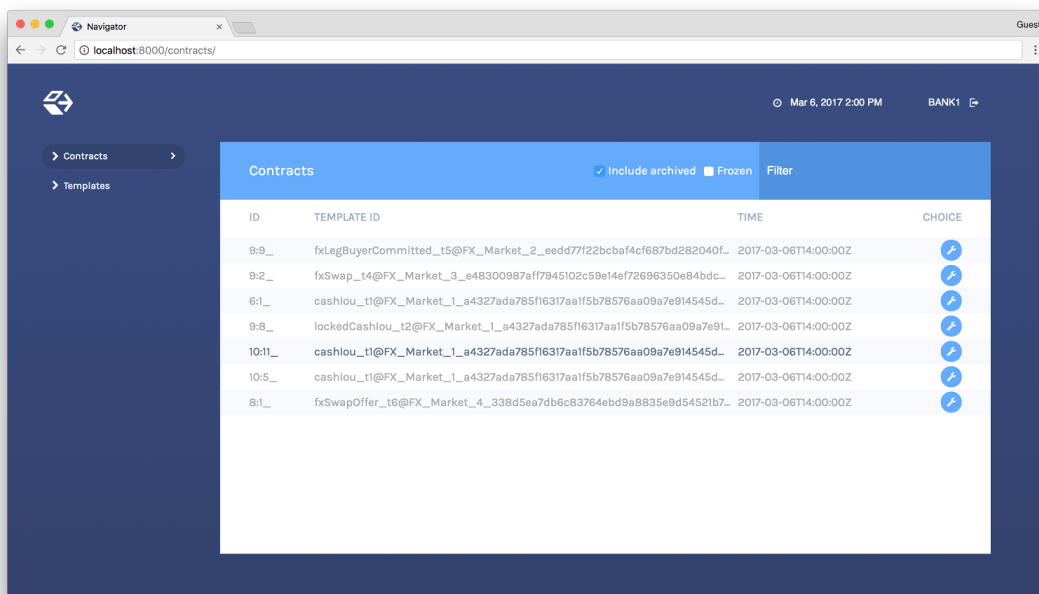 Navigator
Guest
localhost:8000/contracts/
Mar 6, 2017 2:00 PM BANK1
Contracts
Templates
Contracts Include archived Frozen Filter
ID TEMPLATE ID TIME CHOICE
9:9_ fxLegBuyerCommitted_t5@FX_Market_2_eedd77f22bcbaf4cf687bd282040f... 2017-03-06T14:00:00Z
9:2_ fxSwap_t4@FX_Market_3_e48300987aff7945102c59e14ef72696350e84bdc... 2017-03-06T14:00:00Z
6:1_ cashIou_t1@FX_Market_1_a4327ada785f16317aa1f5b78576aa09a7e914545d... 2017-03-06T14:00:00Z
9:8_ lockedCashIou_t2@FX_Market_1_a4327ada785f16317aa1f5b78576aa09a7e91... 2017-03-06T14:00:00Z
10:11_ cashIou_t1@FX_Market_1_a4327ada785f16317aa1f5b78576aa09a7e914545d... 2017-03-06T14:00:00Z
10:5_ cashIou_t1@FX_Market_1_a4327ada785f16317aa1f5b78576aa09a7e914545d... 2017-03-06T14:00:00Z
8:1_ fxSwapOffer_t6@FX_Market_4_338d5ea7db6c83764ebd9a8835e9d54521b7... 2017-03-06T14:00:00Z